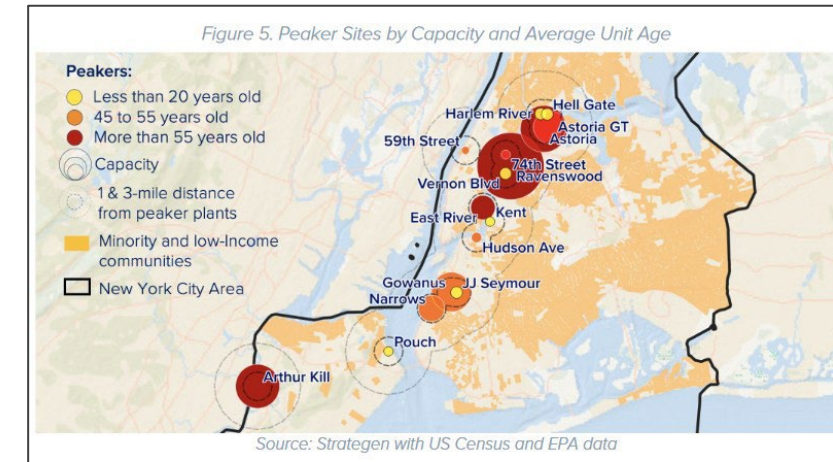 Figure 5. Peaker Sites by Capacity and Average Unit Age
Peakers:
Less than 20 years old
45 to 55 years old
More than 55 years old
Capacity
1 & 3-mile distance
from peaker plants
Minority and low-Income
communities
New York City Area
Harlem River
Hell Gate
Astoria GT
Astoria
59th Street
74th Street
Ravenswood
Vernon Blvd
East River
Kent
Hudson Ave
Gowanus
JJ Seymour
Narrows
Pouch
Arthur Kill
Source: Strategen with US Census and EPA data